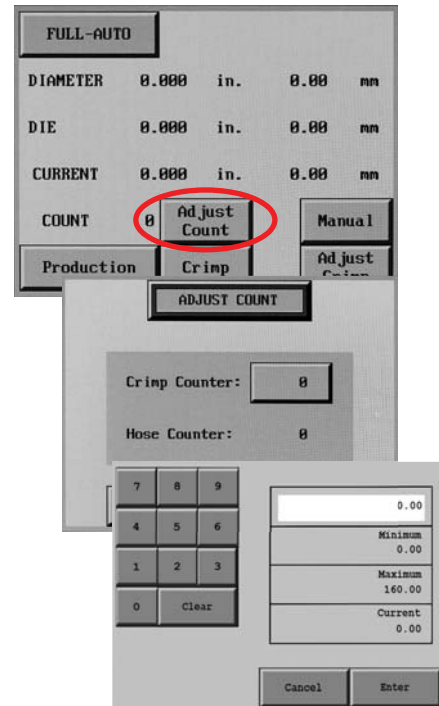 FULL-AUTO
DIAMETER 0.000 in. 0.00 mm
DIE 0.000 in. 0.00 mm
CURRENT 0.000 in. 0.00 mm
COUNT 0 Adjust Count Manual
Production Crimp Adjust
ADJUST COUNT
Crimp Counter: 0
Hose Counter: 0
7 8 9
4 5 6
1 2 3
0 Clear
0.00
Minimum
0.00
Maximum
160.00
Current
0.00
Cancel Enter